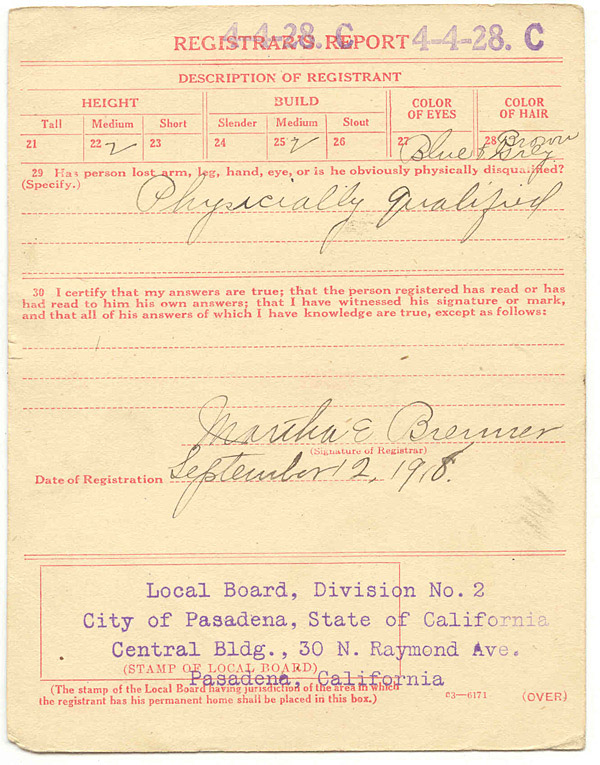 REGISTRAR'S REPORT 4-4-28. C
4-4-28. C
DESCRIPTION OF REGISTRANT
HEIGHT BUILD COLOR OF EYES COLOR OF HAIR
Tall Medium Short Slender Medium Stout
21 22 ✓ 23 24 25 ✓ 26 27 Blue 28 Brown & Grey
29 Has person lost arm, leg, hand, eye, or is he obviously physically disqualified?
(Specify.) Physically qualified
30 I certify that my answers are true; that the person registered has read or has
had read to him his own answers; that I have witnessed his signature or mark,
and that all of his answers of which I have knowledge are true, except as follows:
Martha E Brenner
(Signature of Registrar)
Date of Registration September 12, 1918.
Local Board, Division No. 2
City of Pasadena, State of California
Central Bldg., 30 N. Raymond Ave.
(STAMP OF LOCAL BOARD)
Pasadena, California
(The stamp of the Local Board having jurisdiction of the area in which
the registrant has his permanent home shall be placed in this box.)
03—6171 (OVER)